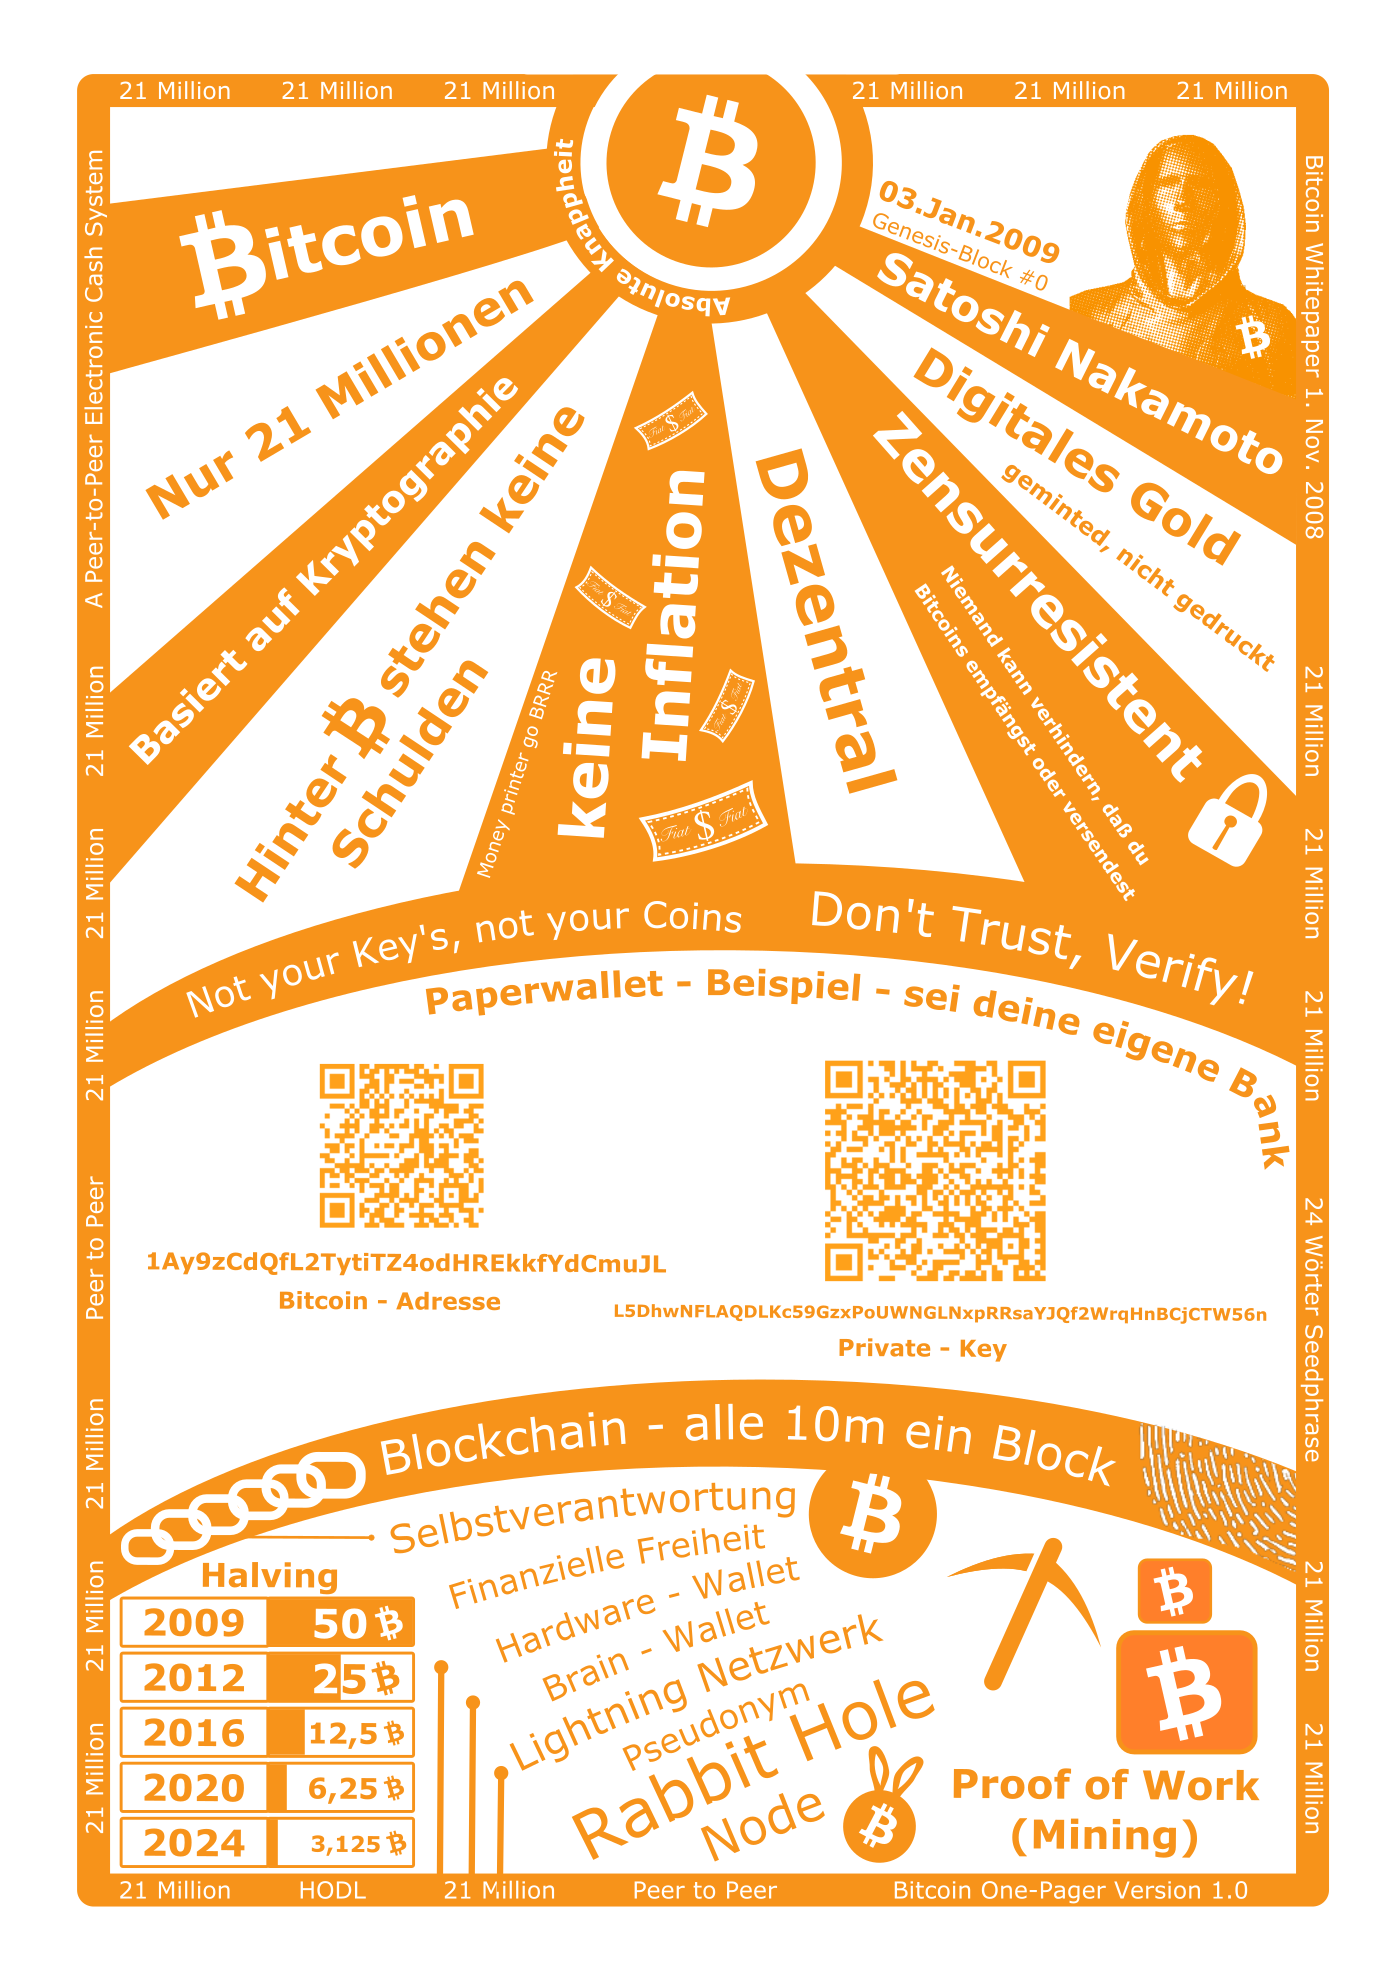 21 Million 21 Million 21 Million 21 Million 21 Million 21 Million
A Peer-to-Peer Electronic Cash System
21 Million
21 Million
21 Million
Peer to Peer
21 Million
21 Million
21 Million
Bitcoin Whitepaper 1. Nov. 2008
21 Million
21 Million
21 Million
24 Wörter Seedphrase
21 Million
21 Million
Absolute Knappheit
₿itcoin
Nur 21 Millionen
Basiert auf Kryptographie
Hinter ₿ stehen keine
Schulden
Money printer go BRRR
keine
Inflation
Fiat $ Fiat
Fiat $ Fiat
Fiat $ Fiat
Fiat $ Fiat
Dezentral
Zensurresistent
Niemand kann verhindern, daß du
Bitcoins empfängst oder versendest
Digitales Gold
geminted, nicht gedruckt
Satoshi Nakamoto
03.Jan.2009
Genesis-Block #0
Not your Key's, not your Coins
Don't Trust, Verify!
Paperwallet - Beispiel - sei deine eigene Bank
1Ay9zCdQfL2TytiTZ4odHREkkfYdCmuJL
Bitcoin - Adresse
L5DhwNFLAQDLKc59GzxPoUWNGLNxpRRsaYJQf2WrqHnBCjCTW56n
Private - Key
Blockchain - alle 10m ein Block
Halving
2009 50 ₿
2012 25 ₿
2016 12,5 ₿
2020 6,25 ₿
2024 3,125 ₿
Selbstverantwortung
Finanzielle Freiheit
Hardware - Wallet
Brain - Wallet
Lightning Netzwerk
Pseudonym
Rabbit Hole
Node
Proof of Work
(Mining)
21 Million HODL 21 Million Peer to Peer Bitcoin One-Pager Version 1.0